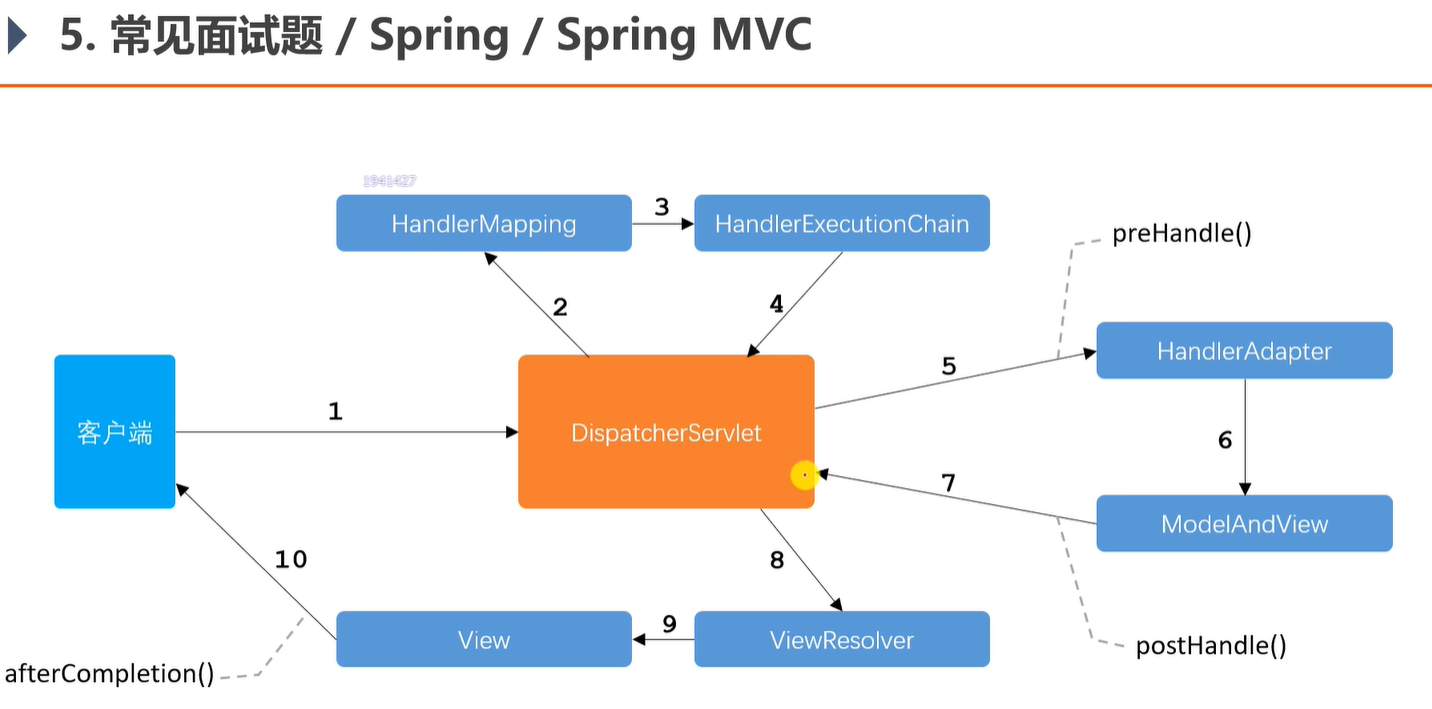 5. 常见面试题 / Spring / Spring MVC
1941427
HandlerMapping
3
HandlerExecutionChain
preHandle()
2
4
HandlerAdapter
5
客户端
1
DispatcherServlet
6
7
ModelAndView
10
8
9
View
ViewResolver
postHandle()
afterCompletion()